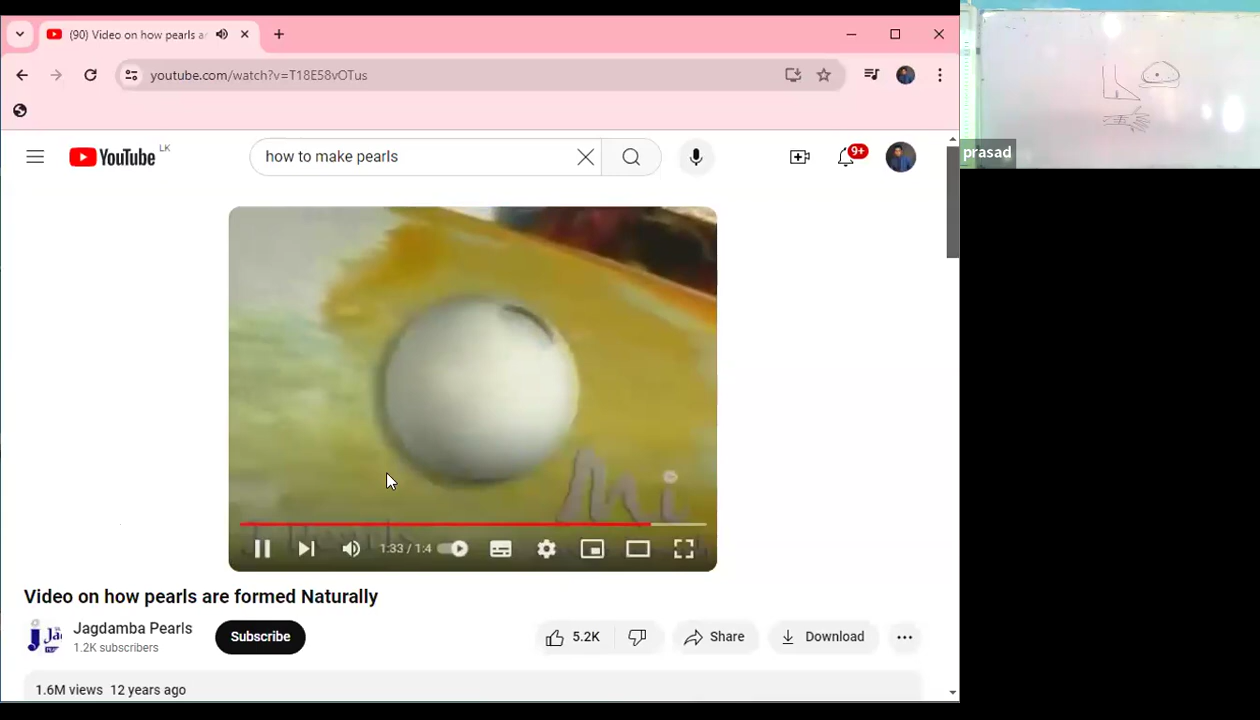 (90) Video on how pearls a
youtube.com/watch?v=T18E58vOTus
YouTube LK
how to make pearls
9+
prasad
Mi
1:33 / 1:4
Video on how pearls are formed Naturally
Jagdamba Pearls
1.2K subscribers
Subscribe
5.2K
Share
Download
1.6M views 12 years ago